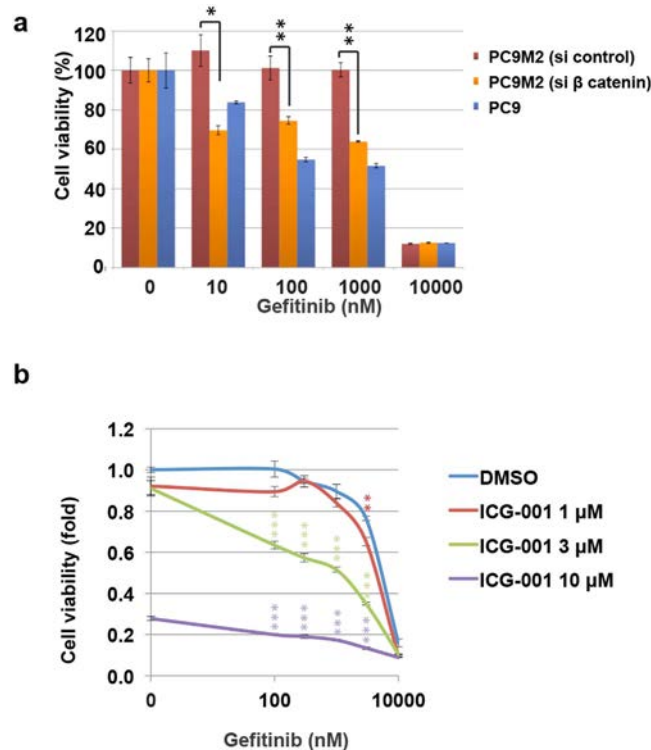 a
Cell viability (%)
120
100
80
60
40
20
0
*
**
**
0 10 100 1000 10000
Gefitinib (nM)
PC9M2 (si control)
PC9M2 (si β catenin)
PC9
b
Cell viability (fold)
1.2
1.0
0.8
0.6
0.4
0.2
0.0
**
*** *** *** ***
*** *** *** ***
0 100 10000
Gefitinib (nM)
DMSO
ICG-001 1 μM
ICG-001 3 μM
ICG-001 10 μM